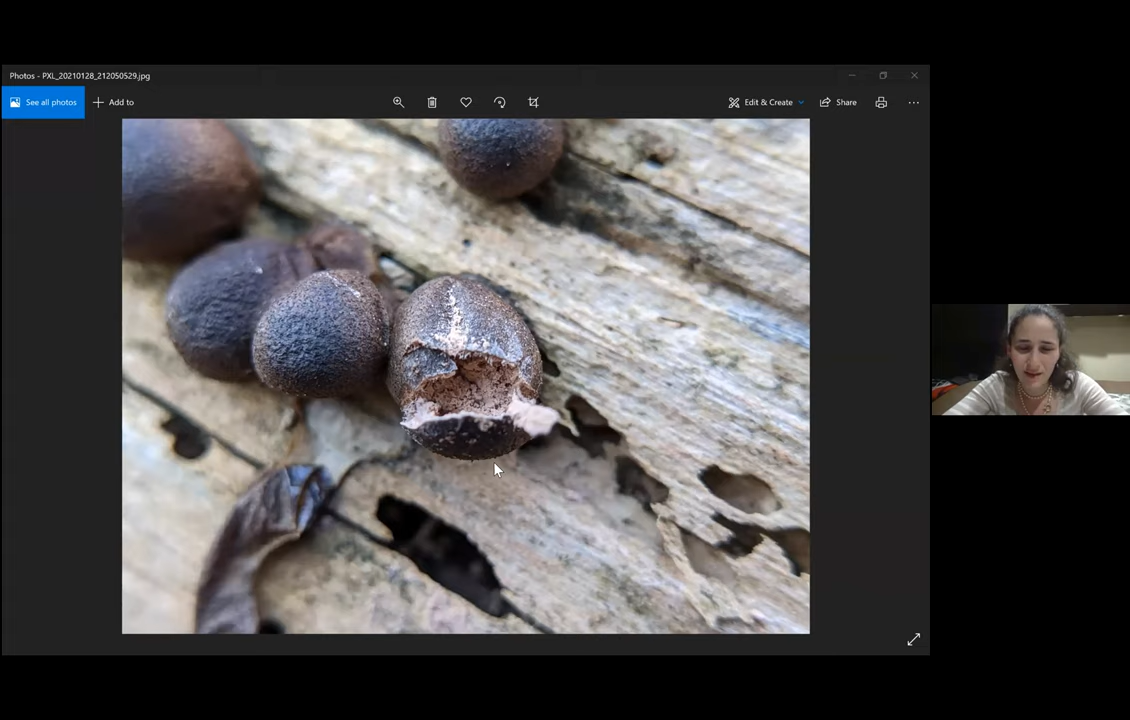 Photos - PXL_20210128_212050529.jpg
See all photos
Add to
Edit & Create
Share